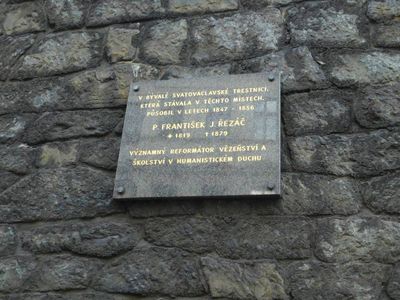 V BÝVALÉ SVATOVÁCLAVSKÉ TRESTNICI,
KTERÁ STÁVALA V TĚCHTO MÍSTECH,
PŮSOBIL V LETECH 1847 - 1856
P. FRANTIŠEK J. ŘEZÁČ
* 1819 † 1879
VÝZNAMNÝ REFORMÁTOR VĚZEŇSTVÍ A
ŠKOLSTVÍ V HUMANISTICKÉM DUCHU